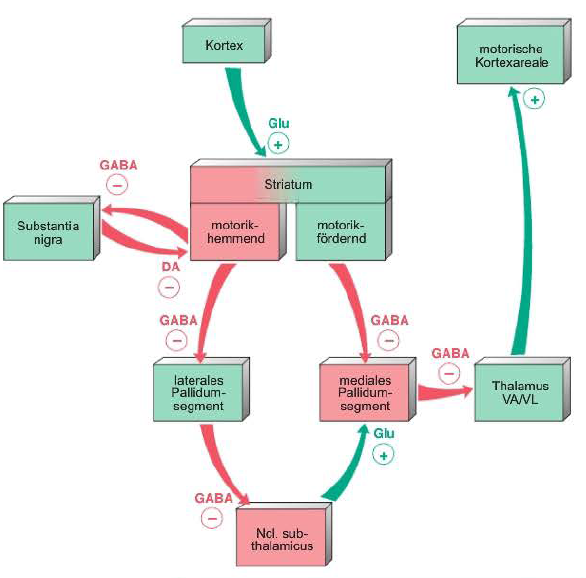 Kortex
motorische
Kortexareale
+
Glu
+
Striatum
GABA
−
Substantia
nigra
motorik-
hemmend
motorik-
fördernd
DA
−
GABA
−
GABA
−
GABA
−
laterales
Pallidum-
segment
mediales
Pallidum-
segment
Thalamus
VA/VL
Glu
+
GABA
−
Ncl. sub-
thalamicus